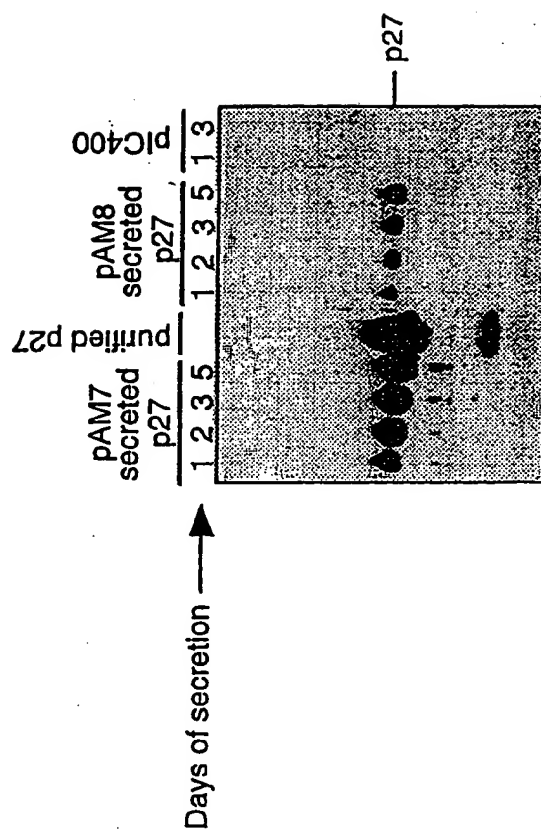 pAM7
secreted
p27
purified p27
pAM8
secreted
p27
pIC400
Days of secretion
1 2 3 5
1 2 3 5
1 3
p27